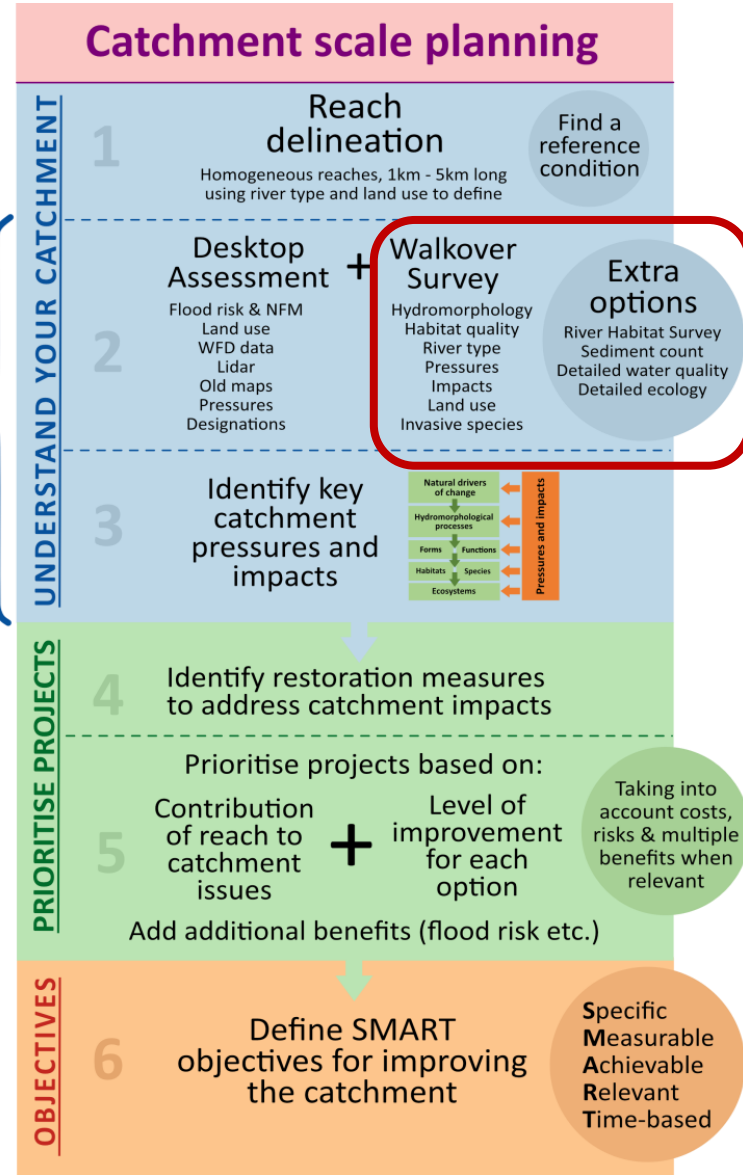 Catchment scale planning
UNDERSTAND YOUR CATCHMENT
1
Reach
delineation
Homogeneous reaches, 1km - 5km long
using river type and land use to define
Find a
reference
condition
2
Desktop
Assessment
Flood risk & NFM
Land use
WFD data
Lidar
Old maps
Pressures
Designations
+
Walkover
Survey
Hydromorphology
Habitat quality
River type
Pressures
Impacts
Land use
Invasive species
Extra
options
River Habitat Survey
Sediment count
Detailed water quality
Detailed ecology
3
Identify key
catchment
pressures and
impacts
Natural drivers
of change
Hydromorphological
processes
Forms Functions
Habitats Species
Ecosystems
Pressures and impacts
PRIORITISE PROJECTS
4
Identify restoration measures
to address catchment impacts
5
Prioritise projects based on:
Contribution
of reach to
catchment
issues
+
Level of
improvement
for each
option
Add additional benefits (flood risk etc.)
Taking into
account costs,
risks & multiple
benefits when
relevant
OBJECTIVES
6
Define SMART
objectives for improving
the catchment
Specific
Measurable
Achievable
Relevant
Time-based